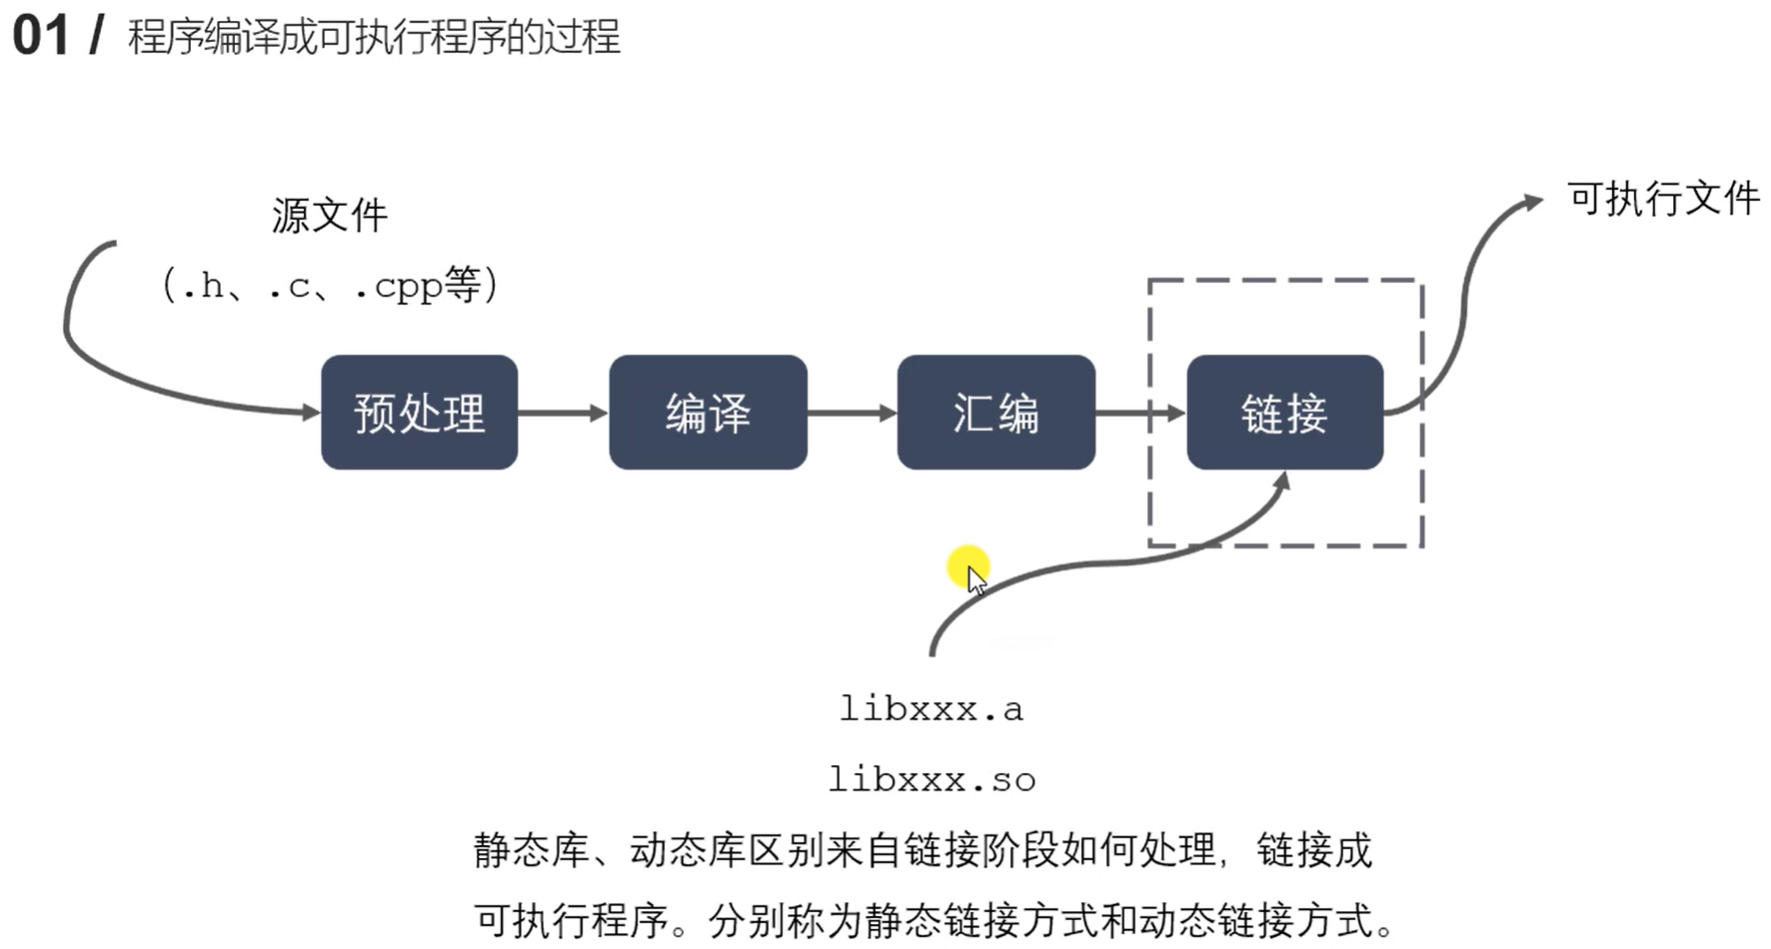 01 / 程序编译成可执行程序的过程
源文件
（.h、.c、.cpp等）
可执行文件
预处理
编译
汇编
链接
libxxx.a
libxxx.so
静态库、动态库区别来自链接阶段如何处理，链接成
可执行程序。分别称为静态链接方式和动态链接方式。